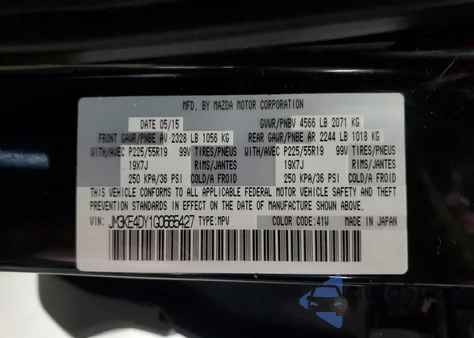 MFD. BY MAZDA MOTOR CORPORATION
DATE 05/15 GVWR/PNBV 4566 LB 2071 KG
FRONT GAWR/PNBE AV 2328 LB 1056 KG REAR GAWR/PNBE AR 2244 LB 1018 KG
WITH/AVEC P225/55R19 99V TIRES/PNEUS WITH/AVEC P225/55R19 99V TIRES/PNEUS
19X7J RIMS/JANTES 19X7J RIMS/JANTES
250 KPA/36 PSI COLD/A FROID 250 KPA/36 PSI COLD/A FROID
THIS VEHICLE CONFORMS TO ALL APPLICABLE FEDERAL MOTOR VEHICLE SAFETY AND THEFT
PREVENTION STANDARDS IN EFFECT ON THE DATE OF MANUFACTURE SHOWN ABOVE.
VIN: JM3KE4DY1G0665427 TYPE:MPV COLOR CODE:41W MADE IN JAPAN